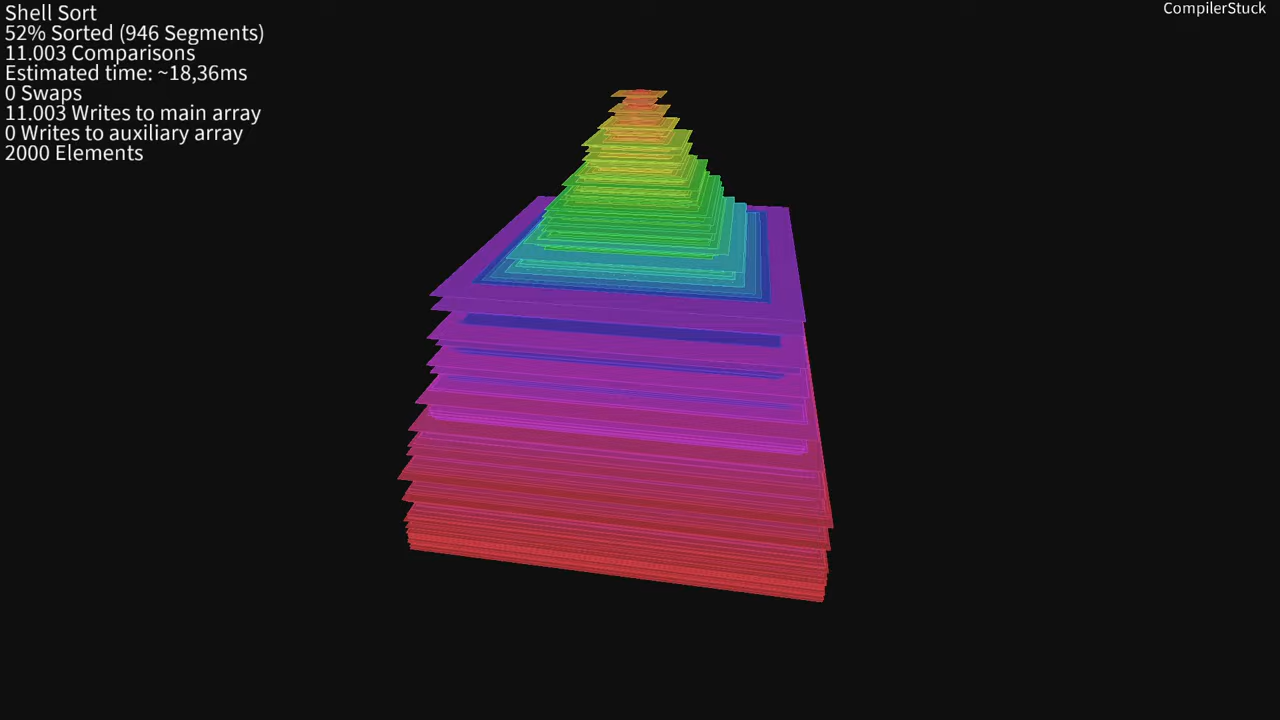 Shell Sort
52% Sorted (946 Segments)
11.003 Comparisons
Estimated time: ~18,36ms
0 Swaps
11.003 Writes to main array
0 Writes to auxiliary array
2000 Elements
CompilerStuck